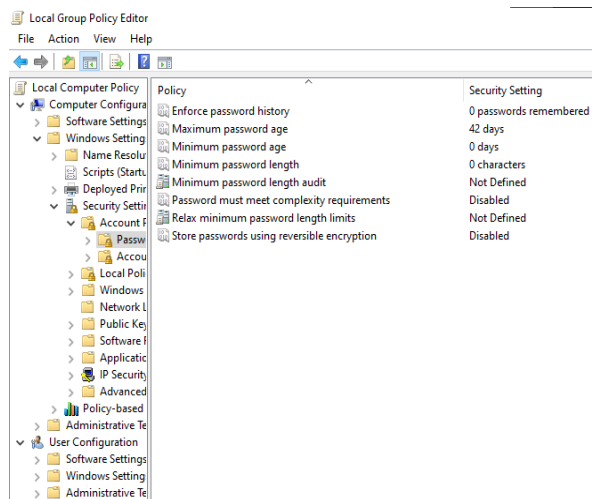 Local Group Policy Editor
File Action View Help
Local Computer Policy
Computer Configura
Software Settings
Windows Setting
Name Resolu
Scripts (Startu
Deployed Prin
Security Settin
Account P
Passw
Accou
Local Poli
Windows
Network L
Public Key
Software R
Applicatic
IP Security
Advanced
Policy-based
Administrative Te
User Configuration
Software Settings
Windows Setting
Administrative Te
Policy Security Setting
Enforce password history 0 passwords remembered
Maximum password age 42 days
Minimum password age 0 days
Minimum password length 0 characters
Minimum password length audit Not Defined
Password must meet complexity requirements Disabled
Relax minimum password length limits Not Defined
Store passwords using reversible encryption Disabled